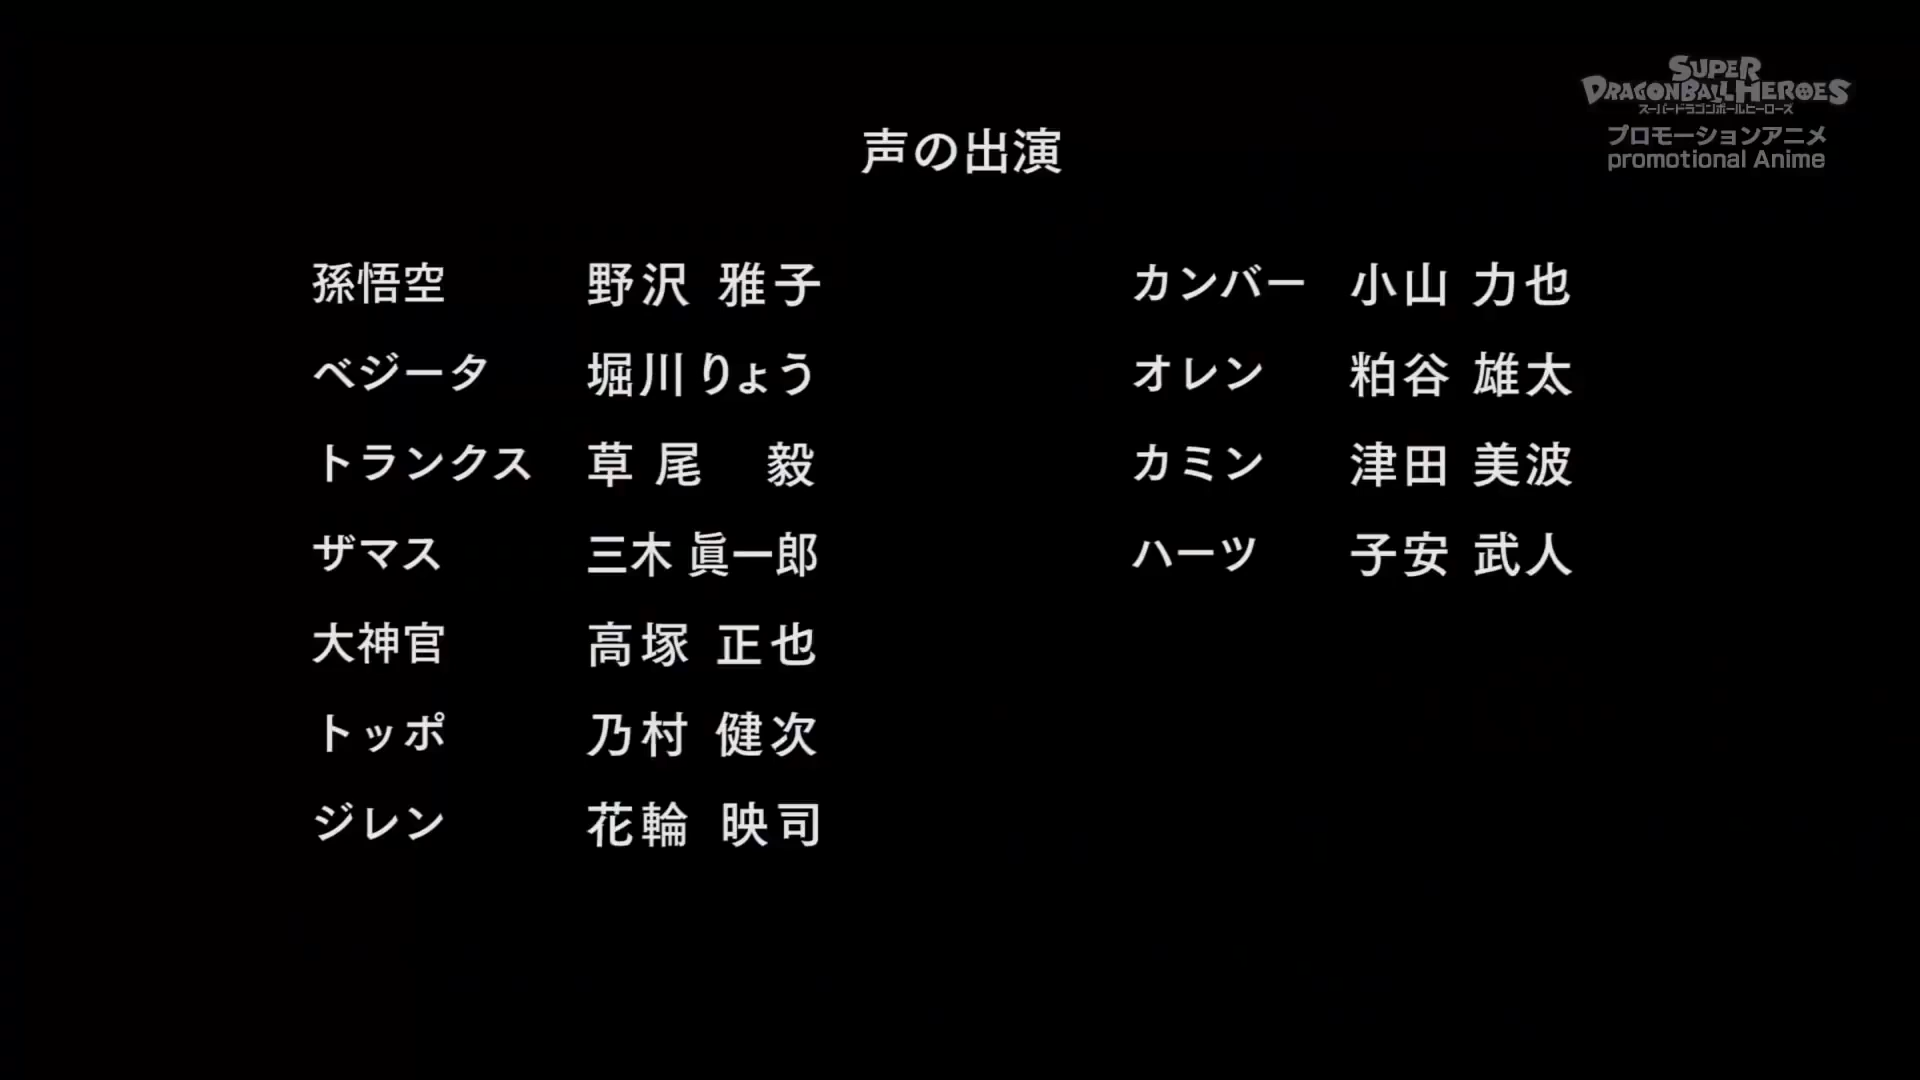 SUPER
DRAGONBALL HEROES
スーパードラゴンボールヒーローズ
プロモーションアニメ
promotional Anime
声の出演
孫悟空 野沢 雅子
ベジータ 堀川りょう
トランクス 草尾 毅
ザマス 三木 眞一郎
大神官 高塚 正也
トッポ 乃村 健次
ジレン 花輪 映司
カンバー 小山 力也
オレン 粕谷 雄太
カミン 津田 美波
ハーツ 子安 武人